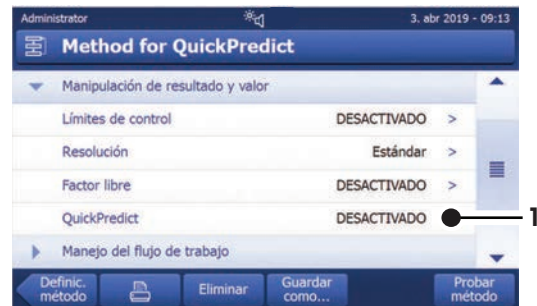 Administrator 3. abr 2019 - 09:13
Method for QuickPredict
Manipulación de resultado y valor
Límites de control DESACTIVADO >
Resolución Estándar >
Factor libre DESACTIVADO >
QuickPredict DESACTIVADO 1
Manejo del flujo de trabajo
Definic. método Eliminar Guardar como... Probar método